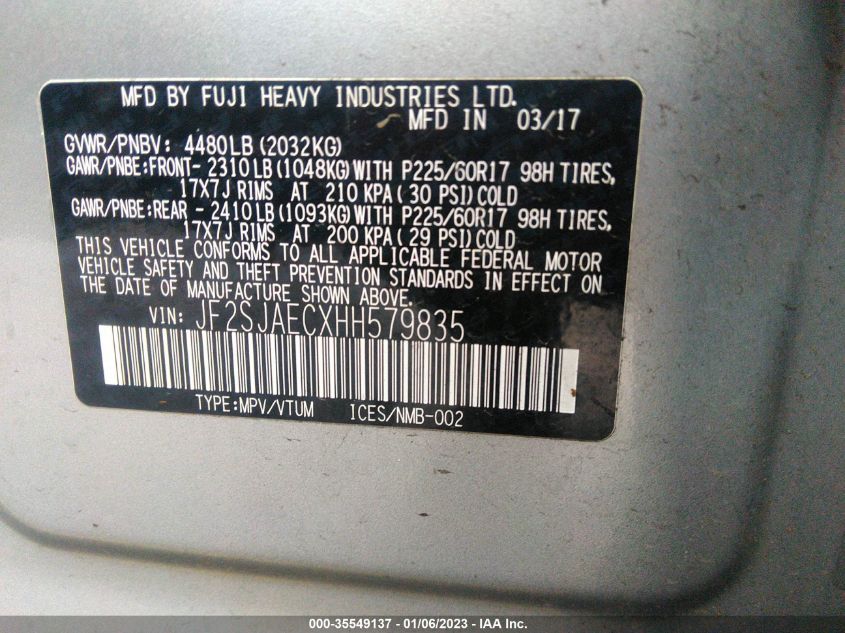 MFD BY FUJI HEAVY INDUSTRIES LTD.
MFD IN 03/17
GVWR/PNBV: 4480LB(2032KG)
GAWR/PNBE:FRONT- 2310LB(1048KG)WITH P225/60R17 98H TIRES,
17X7J RIMS AT 210 KPA( 30 PSI)COLD
GAWR/PNBE:REAR - 2410LB(1093KG)WITH P225/60R17 98H TIRES,
17X7J RIMS AT 200 KPA( 29 PSI)COLD
THIS VEHICLE CONFORMS TO ALL APPLICABLE FEDERAL MOTOR
VEHICLE SAFETY AND THEFT PREVENTION STANDARDS IN EFFECT ON
THE DATE OF MANUFACTURE SHOWN ABOVE.
VIN: JF2SJAECXHH579835
TYPE:MPV/VTUM ICES/NMB-002
000-35549137 - 01/06/2023 - IAA Inc.